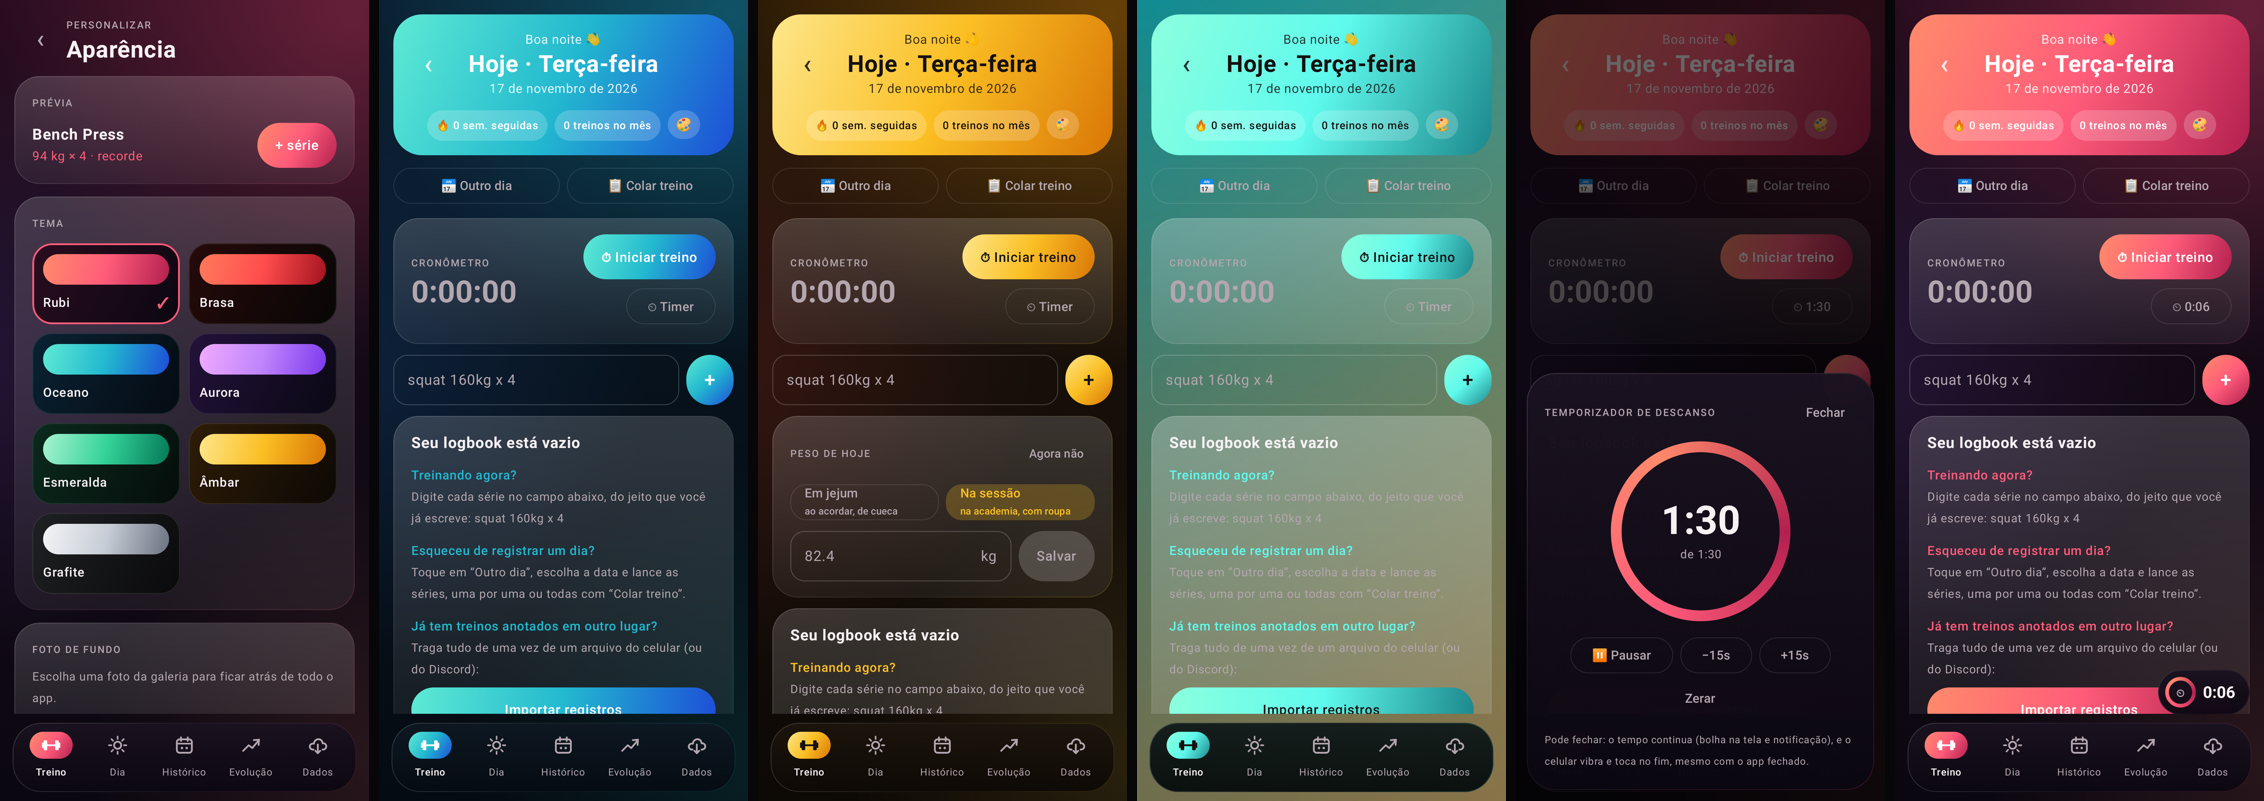 PERSONALIZAR
‹ Aparência
PRÉVIA
Bench Press
94 kg × 4 · recorde
+ série
TEMA
Rubi ✓
Brasa
Oceano
Aurora
Esmeralda
Âmbar
Grafite
FOTO DE FUNDO
Escolha uma foto da galeria para ficar atrás de todo o
app.
Treino
Dia
Histórico
Evolução
Dados
Boa noite 👋
‹ Hoje · Terça-feira
17 de novembro de 2026
🔥 0 sem. seguidas
0 treinos no mês
🎨
📅 Outro dia
📋 Colar treino
CRONÔMETRO
0:00:00
⏱ Iniciar treino
⏲ Timer
squat 160kg x 4
+
Seu logbook está vazio
Treinando agora?
Digite cada série no campo abaixo, do jeito que você
já escreve: squat 160kg x 4
Esqueceu de registrar um dia?
Toque em “Outro dia”, escolha a data e lance as
séries, uma por uma ou todas com “Colar treino”.
Já tem treinos anotados em outro lugar?
Traga tudo de uma vez de um arquivo do celular (ou
do Discord):
Importar registros
Treino
Dia
Histórico
Evolução
Dados
Boa noite 👋
‹ Hoje · Terça-feira
17 de novembro de 2026
🔥 0 sem. seguidas
0 treinos no mês
🎨
📅 Outro dia
📋 Colar treino
CRONÔMETRO
0:00:00
⏱ Iniciar treino
⏲ Timer
squat 160kg x 4
+
PESO DE HOJE
Agora não
Em jejum
ao acordar, de cueca
Na sessão
na academia, com roupa
82.4
kg
Salvar
Seu logbook está vazio
Treinando agora?
Digite cada série no campo abaixo, do jeito que você
já escreve: squat 160kg x 4
Treino
Dia
Histórico
Evolução
Dados
Boa noite 👋
‹ Hoje · Terça-feira
17 de novembro de 2026
🔥 0 sem. seguidas
0 treinos no mês
🎨
📅 Outro dia
📋 Colar treino
CRONÔMETRO
0:00:00
⏱ Iniciar treino
⏲ Timer
squat 160kg x 4
+
Seu logbook está vazio
Treinando agora?
Digite cada série no campo abaixo, do jeito que você
já escreve: squat 160kg x 4
Esqueceu de registrar um dia?
Toque em “Outro dia”, escolha a data e lance as
séries, uma por uma ou todas com “Colar treino”.
Já tem treinos anotados em outro lugar?
Traga tudo de uma vez de um arquivo do celular (ou
do Discord):
Importar registros
Treino
Dia
Histórico
Evolução
Dados
Boa noite 👋
‹ Hoje · Terça-feira
17 de novembro de 2026
🔥 0 sem. seguidas
0 treinos no mês
🎨
📅 Outro dia
📋 Colar treino
CRONÔMETRO
0:00:00
⏱ Iniciar treino
⏲ 1:30
squat 160kg x 4
TEMPORIZADOR DE DESCANSO
Fechar
1:30
de 1:30
⏸ Pausar
−15s
+15s
Zerar
Pode fechar: o tempo continua (bolha na tela e notificação), e o
celular vibra e toca no fim, mesmo com o app fechado.
Boa noite 👋
‹ Hoje · Terça-feira
17 de novembro de 2026
🔥 0 sem. seguidas
0 treinos no mês
🎨
📅 Outro dia
📋 Colar treino
CRONÔMETRO
0:00:00
⏱ Iniciar treino
⏲ 0:06
squat 160kg x 4
+
Seu logbook está vazio
Treinando agora?
Digite cada série no campo abaixo, do jeito que você
já escreve: squat 160kg x 4
Esqueceu de registrar um dia?
Toque em “Outro dia”, escolha a data e lance as
séries, uma por uma ou todas com “Colar treino”.
Já tem treinos anotados em outro lugar?
Traga tudo de uma vez de um arquivo do celular (ou
do Discord):
Importar registros
⏲ 0:06
Treino
Dia
Histórico
Evolução
Dados